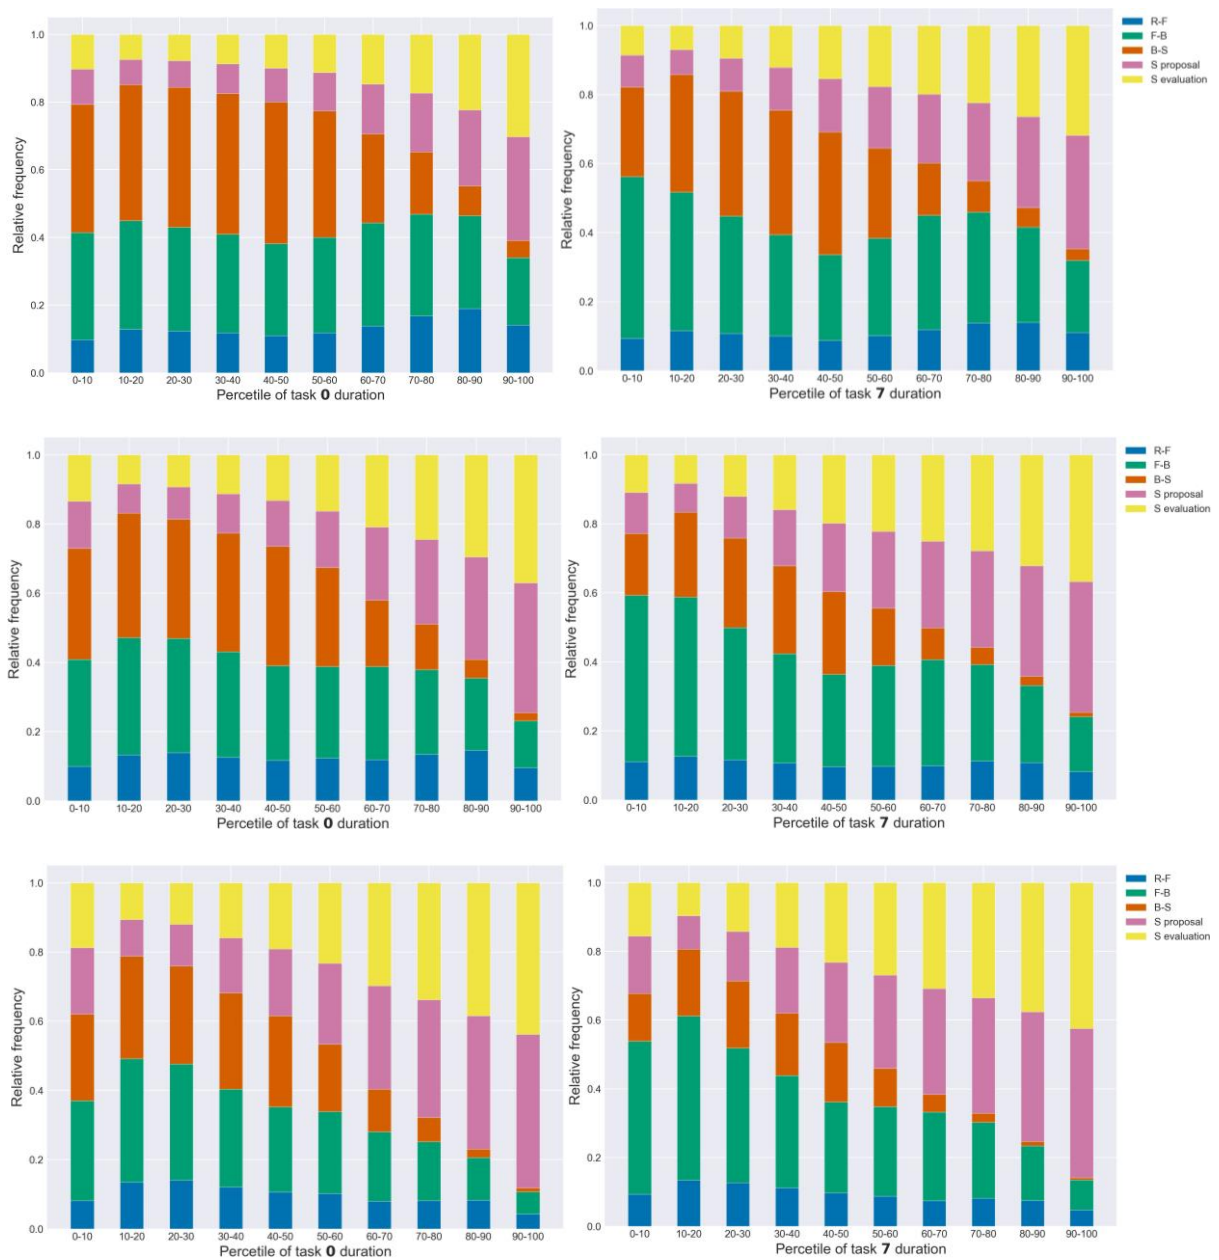 1.0
0.8
0.6
0.4
0.2
0.0
Relative frequency
0-10 10-20 20-30 30-40 40-50 50-60 60-70 70-80 80-90 90-100
Percetile of task 0 duration
1.0
0.8
0.6
0.4
0.2
0.0
Relative frequency
0-10 10-20 20-30 30-40 40-50 50-60 60-70 70-80 80-90 90-100
Percetile of task 7 duration
R-F
F-B
B-S
S proposal
S evaluation
1.0
0.8
0.6
0.4
0.2
0.0
Relative frequency
0-10 10-20 20-30 30-40 40-50 50-60 60-70 70-80 80-90 90-100
Percetile of task 0 duration
1.0
0.8
0.6
0.4
0.2
0.0
Relative frequency
0-10 10-20 20-30 30-40 40-50 50-60 60-70 70-80 80-90 90-100
Percetile of task 7 duration
R-F
F-B
B-S
S proposal
S evaluation
1.0
0.8
0.6
0.4
0.2
0.0
Relative frequency
0-10 10-20 20-30 30-40 40-50 50-60 60-70 70-80 80-90 90-100
Percetile of task 0 duration
1.0
0.8
0.6
0.4
0.2
0.0
Relative frequency
0-10 10-20 20-30 30-40 40-50 50-60 60-70 70-80 80-90 90-100
Percetile of task 7 duration
R-F
F-B
B-S
S proposal
S evaluation